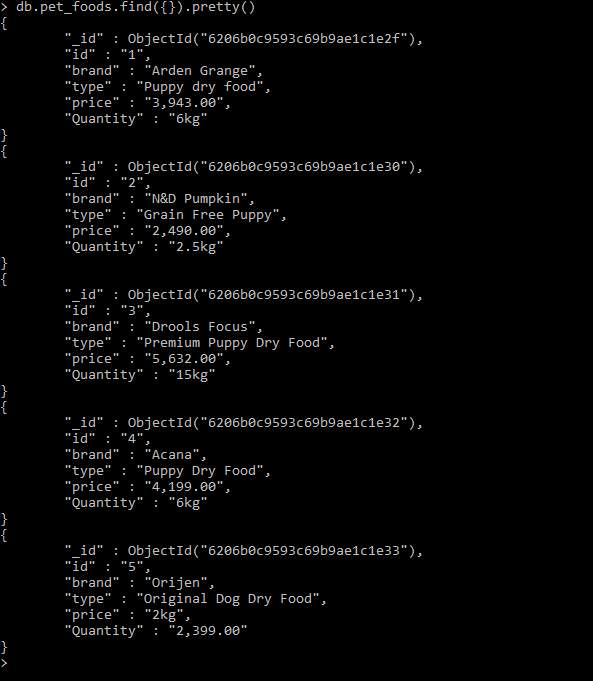 > db.pet_foods.find({}).pretty()
{
"_id" : ObjectId("6206b0c9593c69b9ae1c1e2f"),
"id" : "1",
"brand" : "Arden Grange",
"type" : "Puppy dry food",
"price" : "3,943.00",
"Quantity" : "6kg"
}
{
"_id" : ObjectId("6206b0c9593c69b9ae1c1e30"),
"id" : "2",
"brand" : "N&D Pumpkin",
"type" : "Grain Free Puppy",
"price" : "2,490.00",
"Quantity" : "2.5kg"
}
{
"_id" : ObjectId("6206b0c9593c69b9ae1c1e31"),
"id" : "3",
"brand" : "Drools Focus",
"type" : "Premium Puppy Dry Food",
"price" : "5,632.00",
"Quantity" : "15kg"
}
{
"_id" : ObjectId("6206b0c9593c69b9ae1c1e32"),
"id" : "4",
"brand" : "Acana",
"type" : "Puppy Dry Food",
"price" : "4,199.00",
"Quantity" : "6kg"
}
{
"_id" : ObjectId("6206b0c9593c69b9ae1c1e33"),
"id" : "5",
"brand" : "Orijen",
"type" : "Original Dog Dry Food",
"price" : "2kg",
"Quantity" : "2,399.00"
}
>